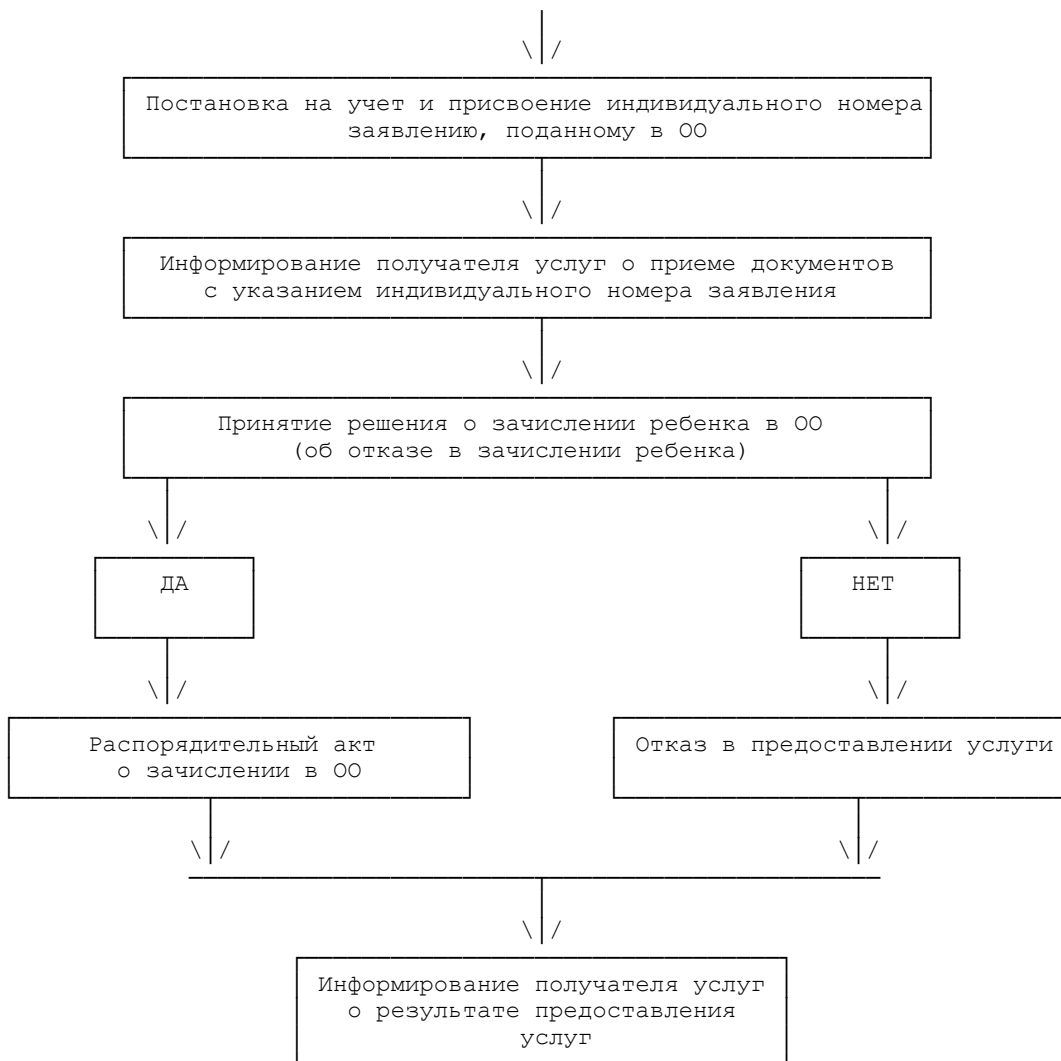 Постановка на учет и присвоение индивидуального номера
заявлению, поданному в ОО
Информирование получателя услуг о приеме документов
с указанием индивидуального номера заявления
Принятие решения о зачислении ребенка в ОО
(об отказе в зачислении ребенка)
ДА
НЕТ
Распорядительный акт
о зачислении в ОО
Отказ в предоставлении услуги
Информирование получателя услуг
о результате предоставления
услуг